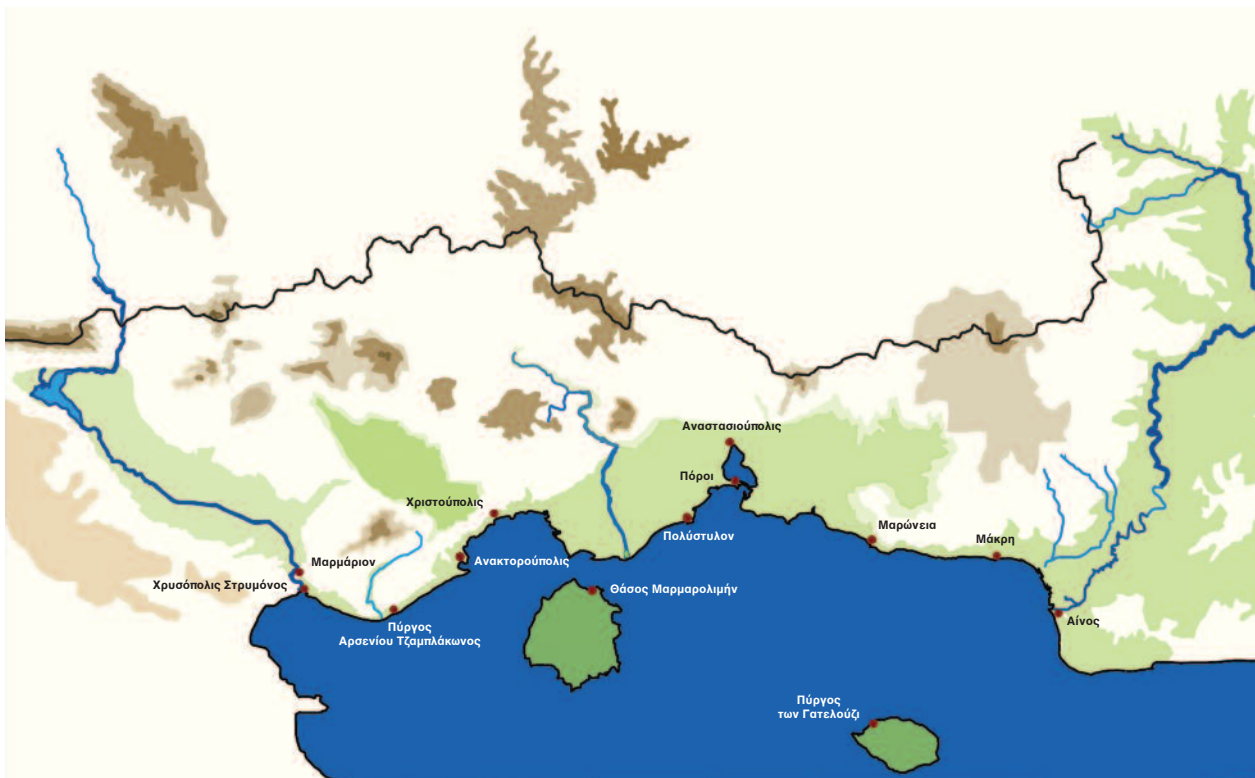 Αναστασιούπολις
Πόροι
Χριστούπολις
Πολύστυλον
Μαρώνεια
Μάκρη
Ανακτορούπολις
Μαρμάριον
Χρυσόπολις Στρυμόνος
Θάσος Μαρμαρολιμήν
Πύργος
Αρσενίου Τζαμπλάκωνος
Αίνος
Πύργος
των Γατελούζι